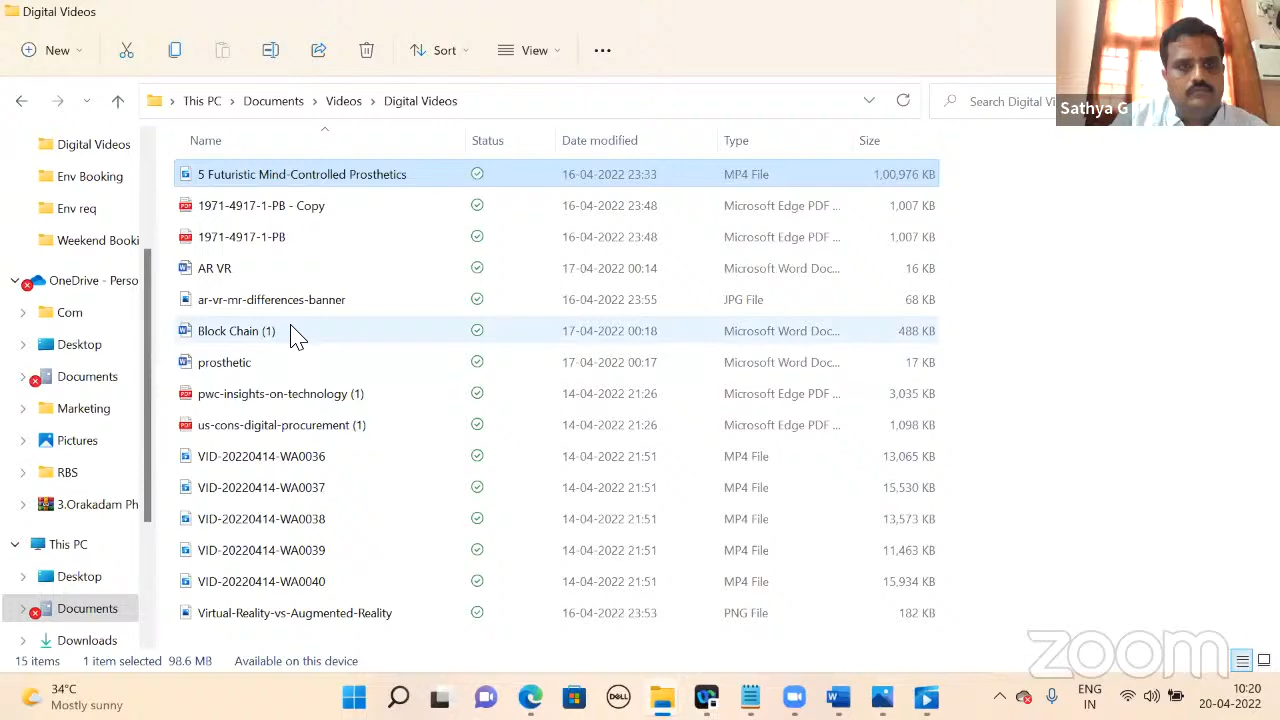 Digital Videos
New
Sort
View
This PC > Documents > Videos > Digital Videos
Search Digital Vi
Sathya G
Name Status Date modified Type Size
Digital Videos
Env Booking
Env req
Weekend Booki
OneDrive - Perso
Com
Desktop
Documents
Marketing
Pictures
RBS
3.Orakadam Ph
This PC
Desktop
Documents
Downloads
5 Futuristic Mind-Controlled Prosthetics 16-04-2022 23:33 MP4 File 1,00,976 KB
1971-4917-1-PB - Copy 16-04-2022 23:48 Microsoft Edge PDF ... 1,007 KB
1971-4917-1-PB 16-04-2022 23:48 Microsoft Edge PDF ... 1,007 KB
AR VR 17-04-2022 00:14 Microsoft Word Doc... 16 KB
ar-vr-mr-differences-banner 16-04-2022 23:55 JPG File 68 KB
Block Chain (1) 17-04-2022 00:18 Microsoft Word Doc... 488 KB
prosthetic 17-04-2022 00:17 Microsoft Word Doc... 17 KB
pwc-insights-on-technology (1) 14-04-2022 21:26 Microsoft Edge PDF ... 3,035 KB
us-cons-digital-procurement (1) 14-04-2022 21:26 Microsoft Edge PDF ... 1,098 KB
VID-20220414-WA0036 14-04-2022 21:51 MP4 File 13,065 KB
VID-20220414-WA0037 14-04-2022 21:51 MP4 File 15,530 KB
VID-20220414-WA0038 14-04-2022 21:51 MP4 File 13,573 KB
VID-20220414-WA0039 14-04-2022 21:51 MP4 File 11,463 KB
VID-20220414-WA0040 14-04-2022 21:51 MP4 File 15,934 KB
Virtual-Reality-vs-Augmented-Reality 16-04-2022 23:53 PNG File 182 KB
zoom
15 items 1 item selected 98.6 MB Available on this device
34°C
Mostly sunny
DELL
ENG
IN
10:20
20-04-2022